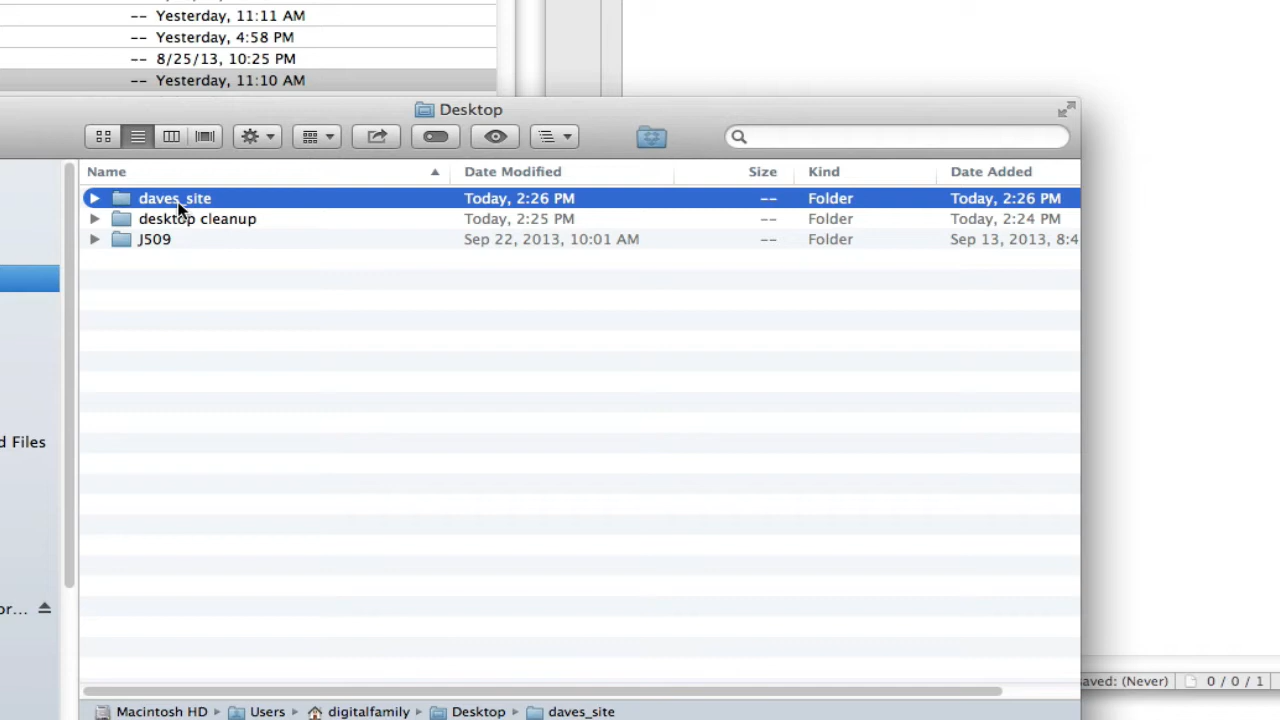 -- Yesterday, 11:11 AM
-- Yesterday, 4:58 PM
-- 8/25/13, 10:25 PM
-- Yesterday, 11:10 AM
Desktop
Name Date Modified Size Kind Date Added
daves_site Today, 2:26 PM -- Folder Today, 2:26 PM
desktop cleanup Today, 2:25 PM -- Folder Today, 2:24 PM
J509 Sep 22, 2013, 10:01 AM -- Folder Sep 13, 2013, 8:4
d Files
or...
aved: (Never) 0 / 0 / 1
Macintosh HD Users digitalfamily Desktop daves_site